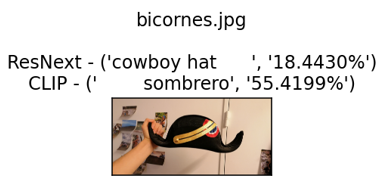 bicornes.jpg
ResNext - ('cowboy hat      ', '18.4430%')
CLIP - ('        sombrero', '55.4199%')